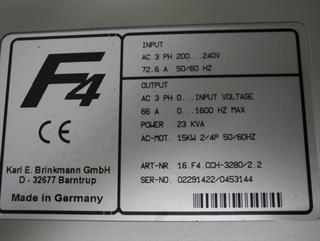 F4
CE
Karl E. Brinkmann GmbH
D - 32677 Barntrup
Made in Germany
INPUT
AC 3 PH 200...240V
72.6 A 50/60 HZ
OUTPUT
AC 3 PH 0...INPUT VOLTAGE
66 A 0...1600 HZ MAX
POWER 23 KVA
AC-MOT. 15KW 2/4P 50/60HZ
ART-NR. 16.F4.CCH-3280/2.2
SER-NO. 02291422/0453144